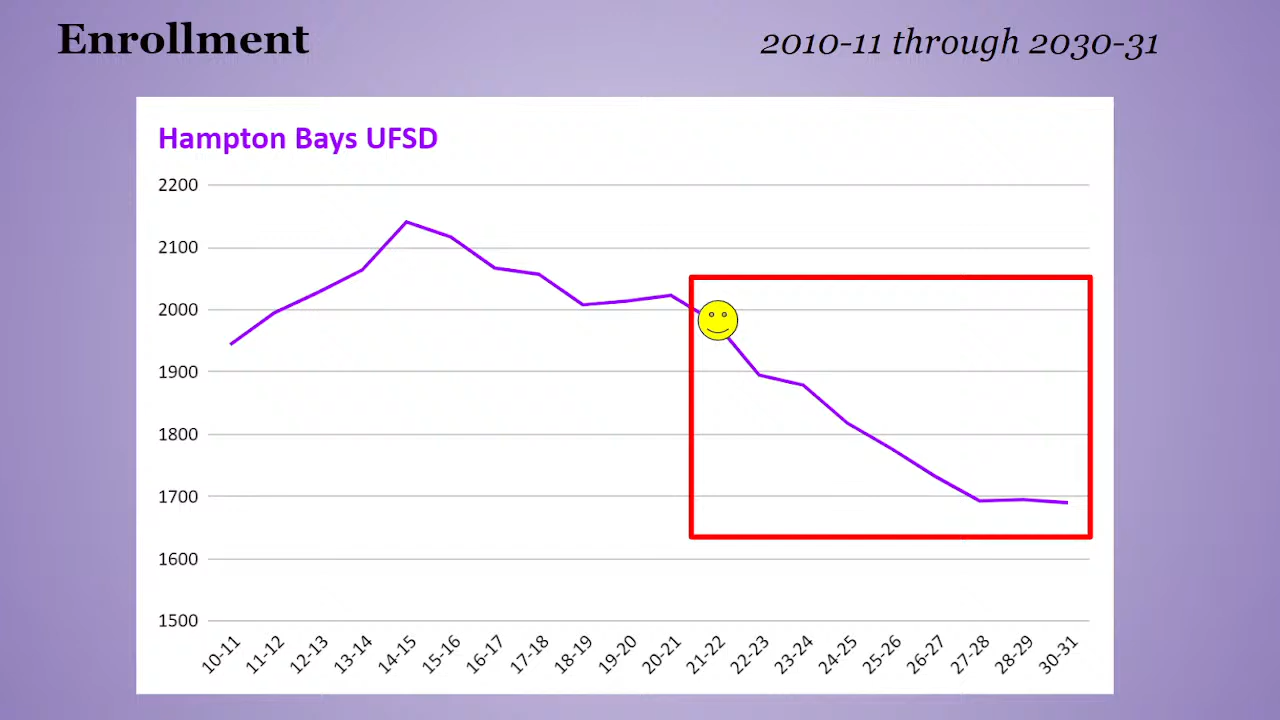 Enrollment
2010-11 through 2030-31
Hampton Bays UFSD
2200
2100
2000
1900
1800
1700
1600
1500
10-11 11-12 12-13 13-14 14-15 15-16 16-17 17-18 18-19 19-20 20-21 21-22 22-23 23-24 24-25 25-26 26-27 27-28 28-29 30-31